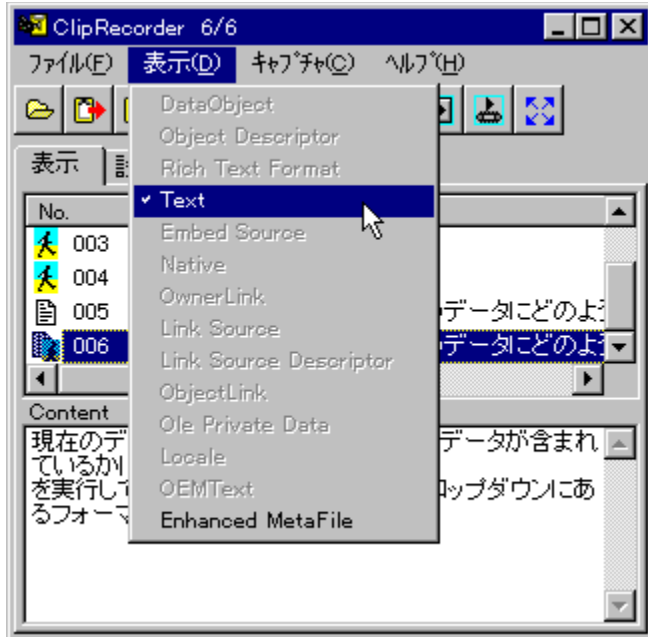 ClipRecorder 6/6
ファイル(F) 表示(D) キャプチャ(C) ヘルプ(H)
表示
No.
003
004
005 データにどのよう
006 データにどのよう
DataObject
Object Descriptor
Rich Text Format
Text
Embed Source
Native
OwnerLink
Link Source
Link Source Descriptor
ObjectLink
Ole Private Data
Locale
OEMText
Enhanced MetaFile
Content
現在のデ データが含まれ
ているかい
を実行して ロップダウンにあ
るフォーマ